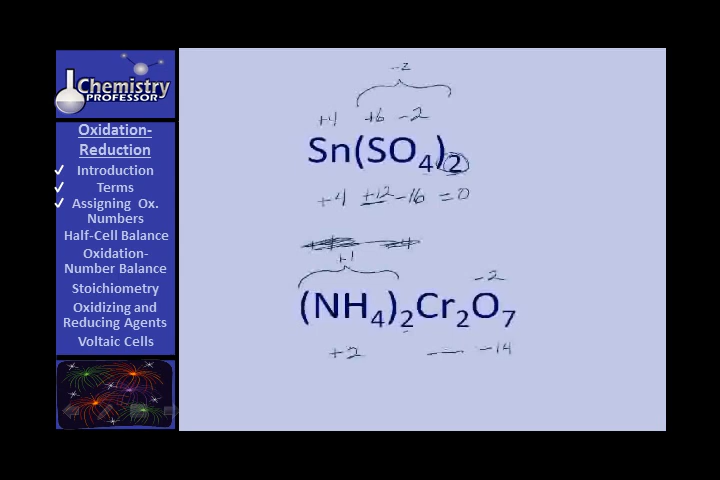 Chemistry
PROFESSOR
Oxidation-
Reduction
✓ Introduction
✓ Terms
✓ Assigning Ox.
Numbers
Half-Cell Balance
Oxidation-
Number Balance
Stoichiometry
Oxidizing and
Reducing Agents
Voltaic Cells
-2
+4 +6 -2
Sn(SO₄)₂
+4 +12 -16 = 0
+1
-2
(NH₄)₂Cr₂O₇
+2 __ -14